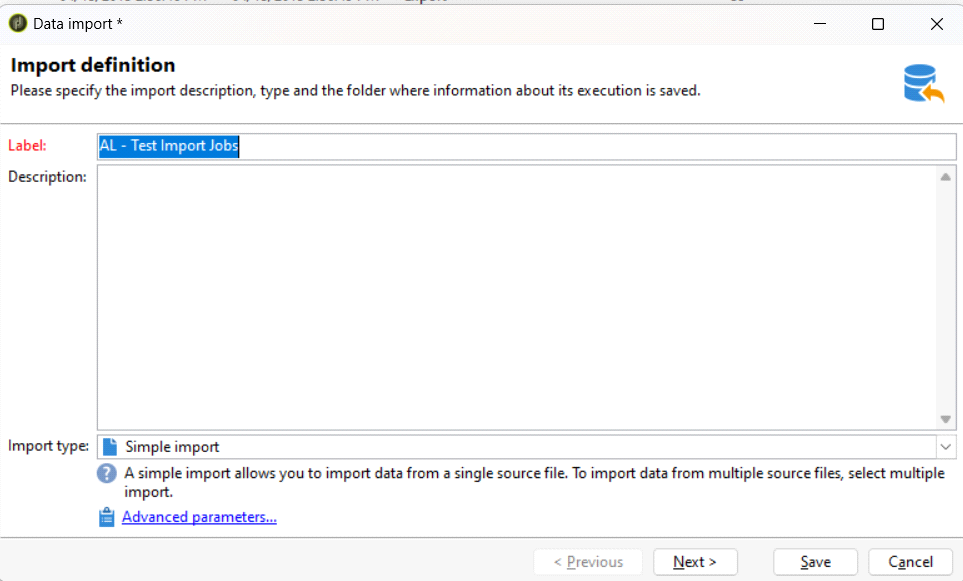 Data import *
Import definition
Please specify the import description, type and the folder where information about its execution is saved.
Label: AL - Test Import Jobs
Description:
Import type: Simple import
A simple import allows you to import data from a single source file. To import data from multiple source files, select multiple
import.
Advanced parameters...
< Previous Next > Save Cancel